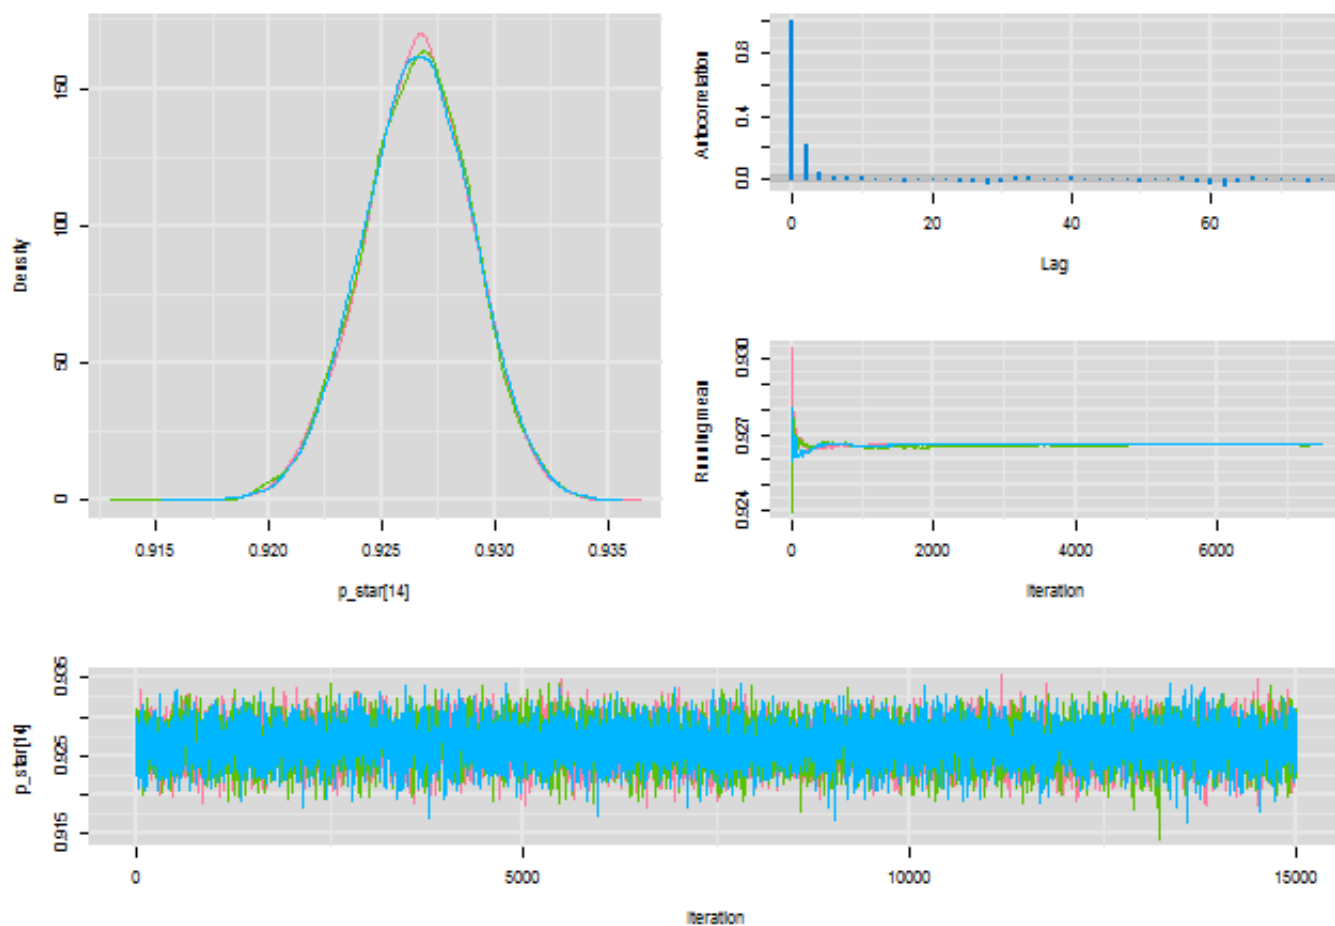 Density
150
100
50
0
0.915 0.920 0.925 0.930 0.935
p_star[14]
Autocorrelation
0.8
0.4
0.0
0 20 40 60
Lag
Running mean
0.930
0.927
0.924
0 2000 4000 6000
Iteration
p_star[14]
0.935
0.925
0.915
0 5000 10000 15000
Iteration